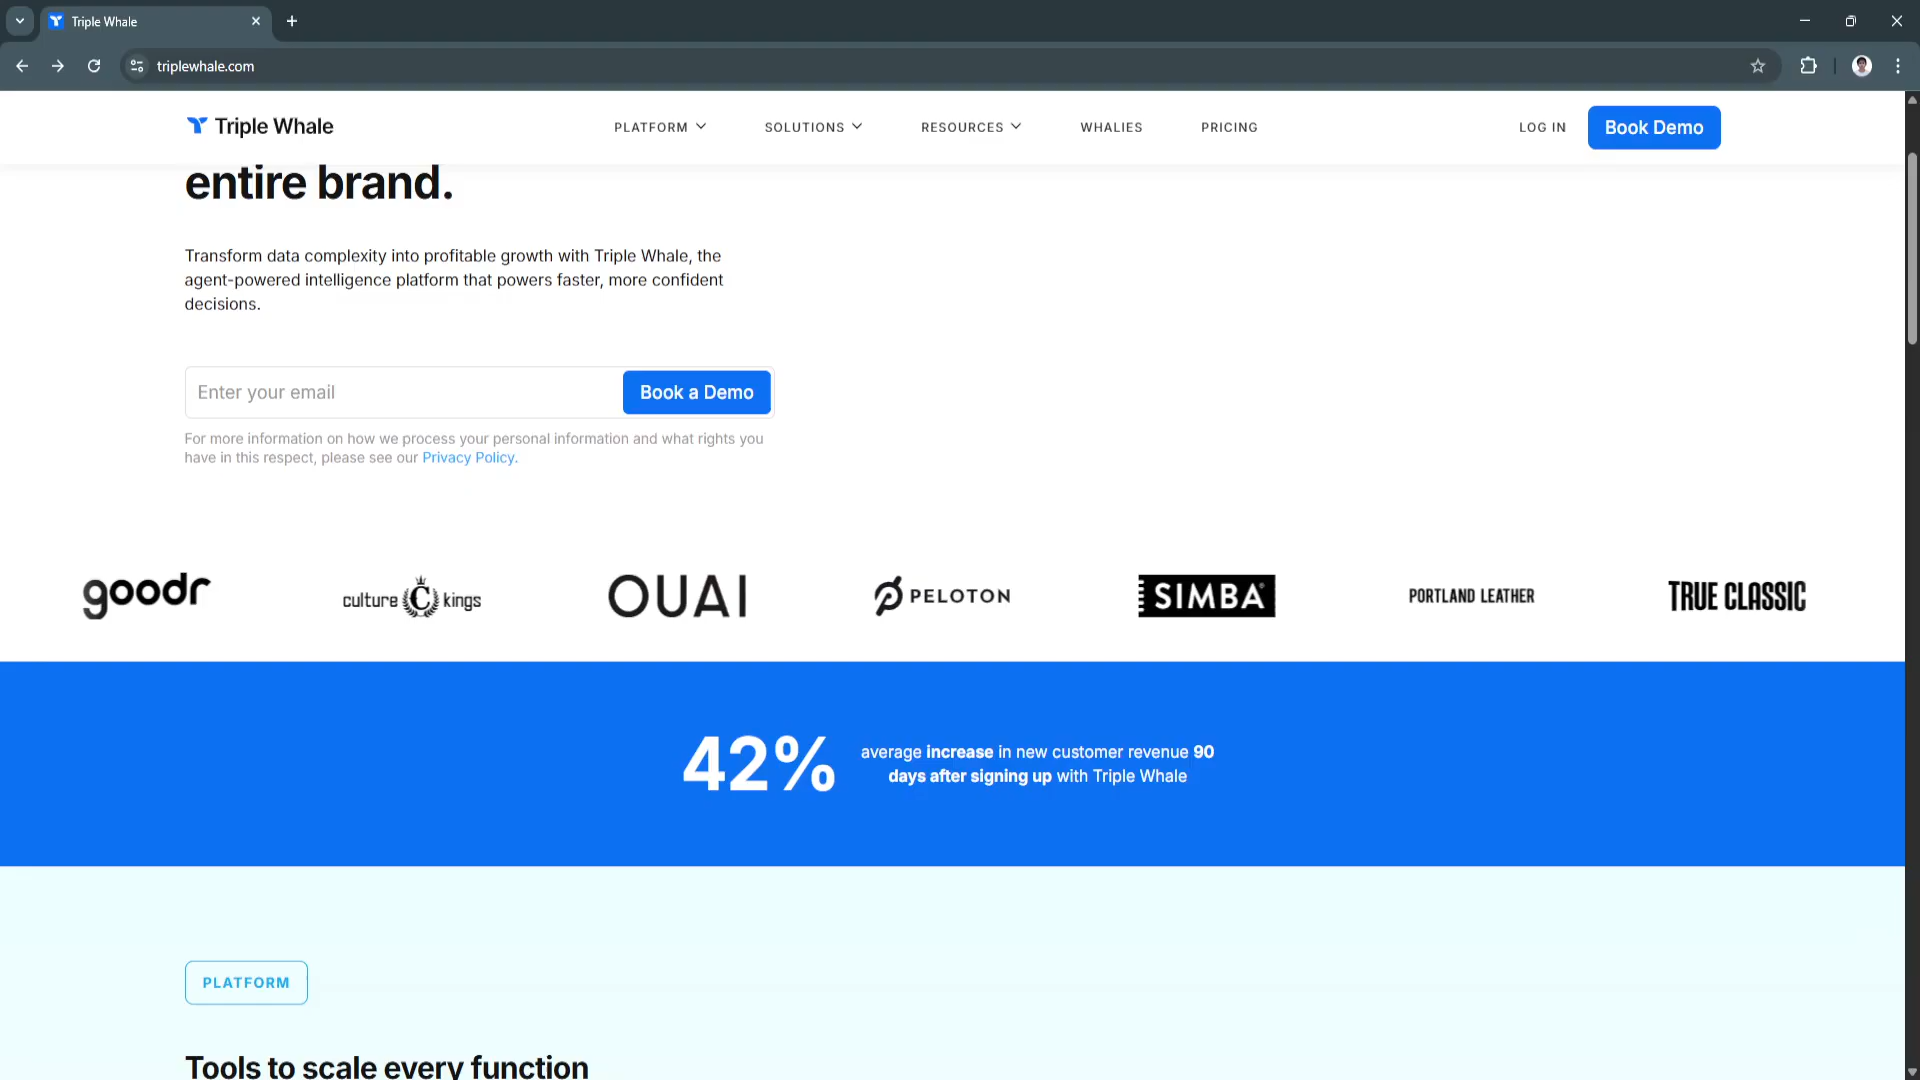 Triple Whale
triplewhale.com
Triple Whale
PLATFORM
SOLUTIONS
RESOURCES
WHALIES
PRICING
LOG IN
Book Demo
entire brand.
Transform data complexity into profitable growth with Triple Whale, the
agent-powered intelligence platform that powers faster, more confident
decisions.
Enter your email
Book a Demo
For more information on how we process your personal information and what rights you
have in this respect, please see our Privacy Policy.
goodr
culture C kings
OUAI
PELOTON
SIMBA®
PORTLAND LEATHER
TRUE CLASSIC
42%
average increase in new customer revenue 90
days after signing up with Triple Whale
PLATFORM
Tools to scale every function